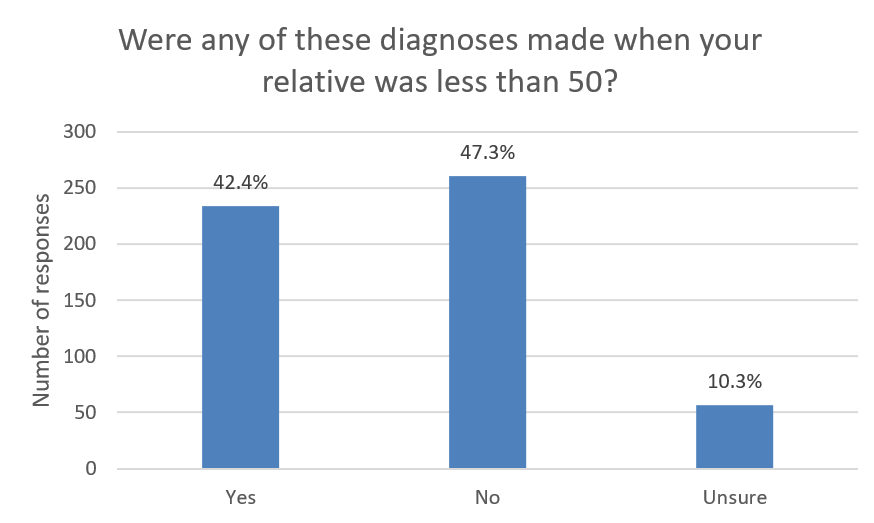 Were any of these diagnoses made when your
relative was less than 50?
Number of responses
300
250
200
150
100
50
0
42.4%
47.3%
10.3%
Yes
No
Unsure